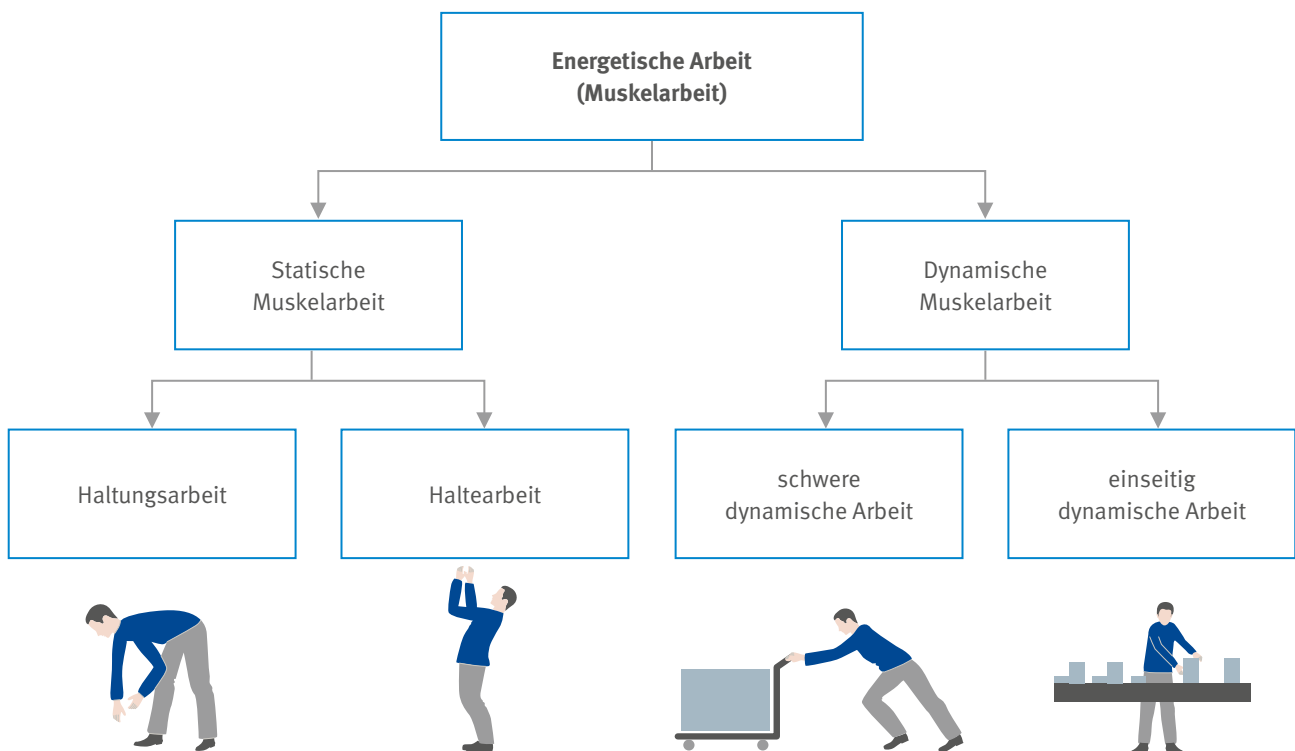 Energetische Arbeit
(Muskelarbeit)
Statische
Muskelarbeit
Dynamische
Muskelarbeit
Haltungsarbeit
Haltearbeit
schwere
dynamische Arbeit
einseitig
dynamische Arbeit